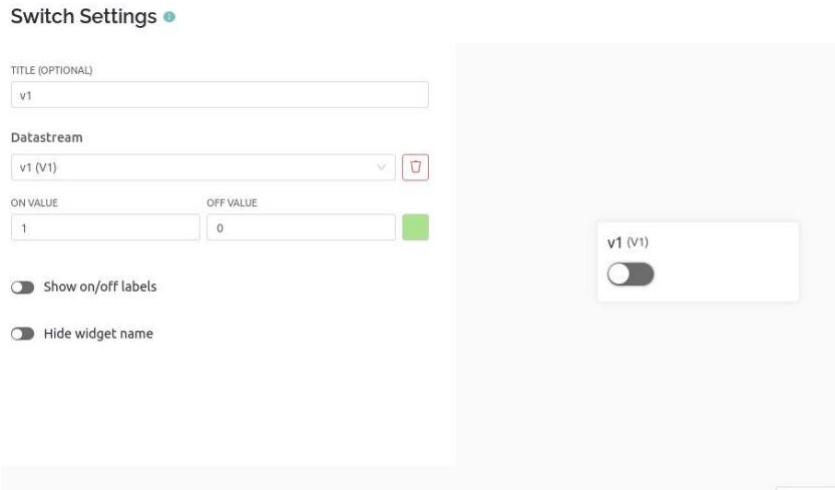 Switch Settings
TITLE (OPTIONAL)
v1
Datastream
v1 (V1)
ON VALUE
OFF VALUE
1
0
Show on/off labels
Hide widget name
v1 (V1)